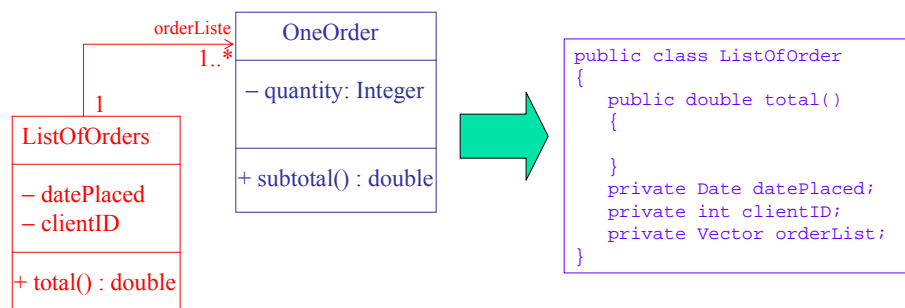 orderListe
1..*
1
ListOfOrders
– datePlaced
– clientID
+ total() : double
OneOrder
– quantity: Integer
+ subtotal() : double
public class ListOfOrder
{
public double total()
{
}
private Date datePlaced;
private int clientID;
private Vector orderList;
}